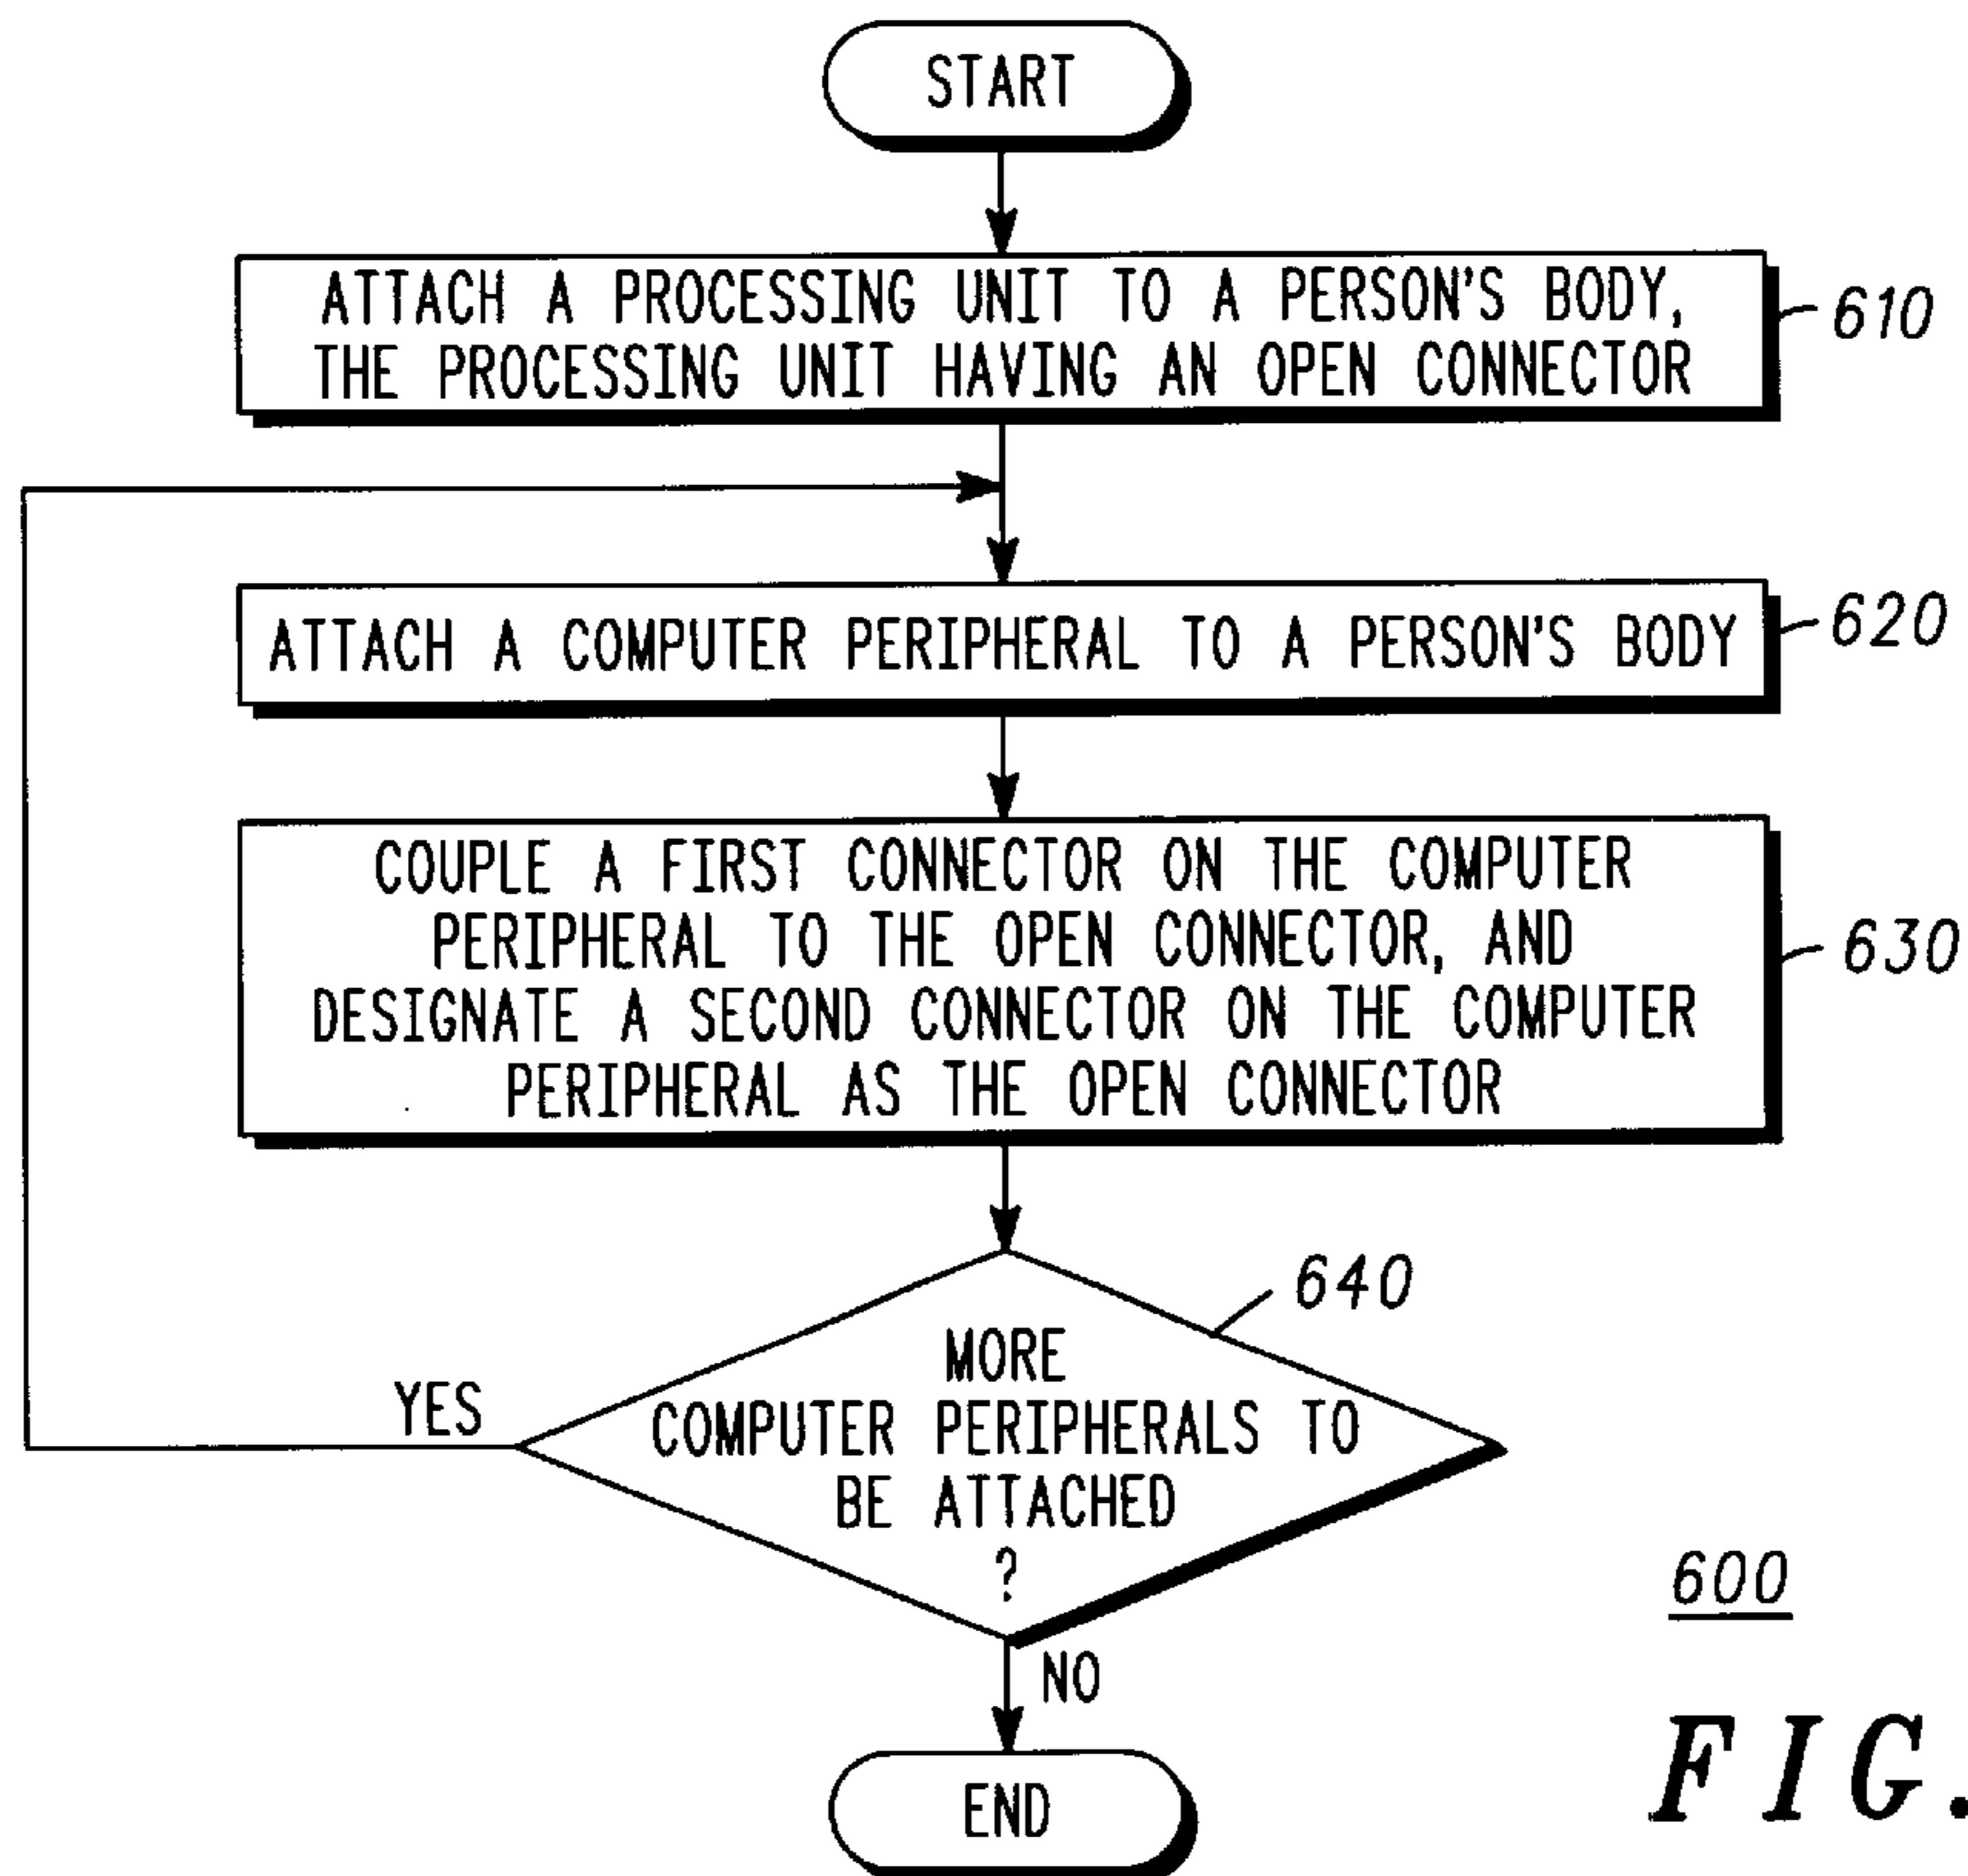 START
ATTACH A PROCESSING UNIT TO A PERSON'S BODY,
THE PROCESSING UNIT HAVING AN OPEN CONNECTOR
610
ATTACH A COMPUTER PERIPHERAL TO A PERSON'S BODY
620
COUPLE A FIRST CONNECTOR ON THE COMPUTER
PERIPHERAL TO THE OPEN CONNECTOR, AND
DESIGNATE A SECOND CONNECTOR ON THE COMPUTER
PERIPHERAL AS THE OPEN CONNECTOR
630
640
MORE
COMPUTER PERIPHERALS TO
BE ATTACHED
?
YES
NO
END
600
FIG.